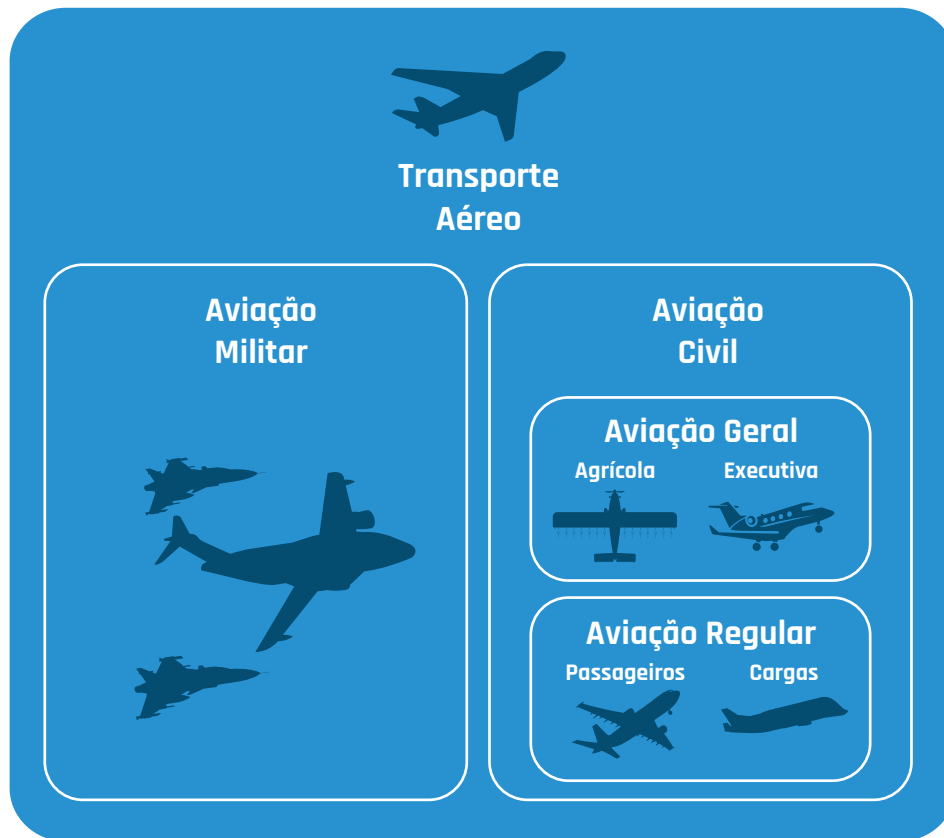 Transporte
Aéreo
Aviação
Militar
Aviação
Civil
Aviação Geral
Agrícola
Executiva
Aviação Regular
Passageiros
Cargas